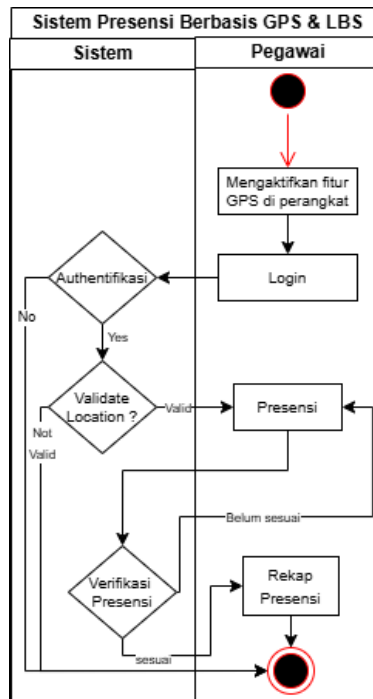 Sistem Presensi Berbasis GPS & LBS
Sistem
Pegawai
Mengaktifkan fitur
GPS di perangkat
Authentifikasi
Login
No
Yes
Validate
Location ?
Valid
Presensi
Not
Valid
Belum sesuai
Verifikasi
Presensi
Rekap
Presensi
sesuai